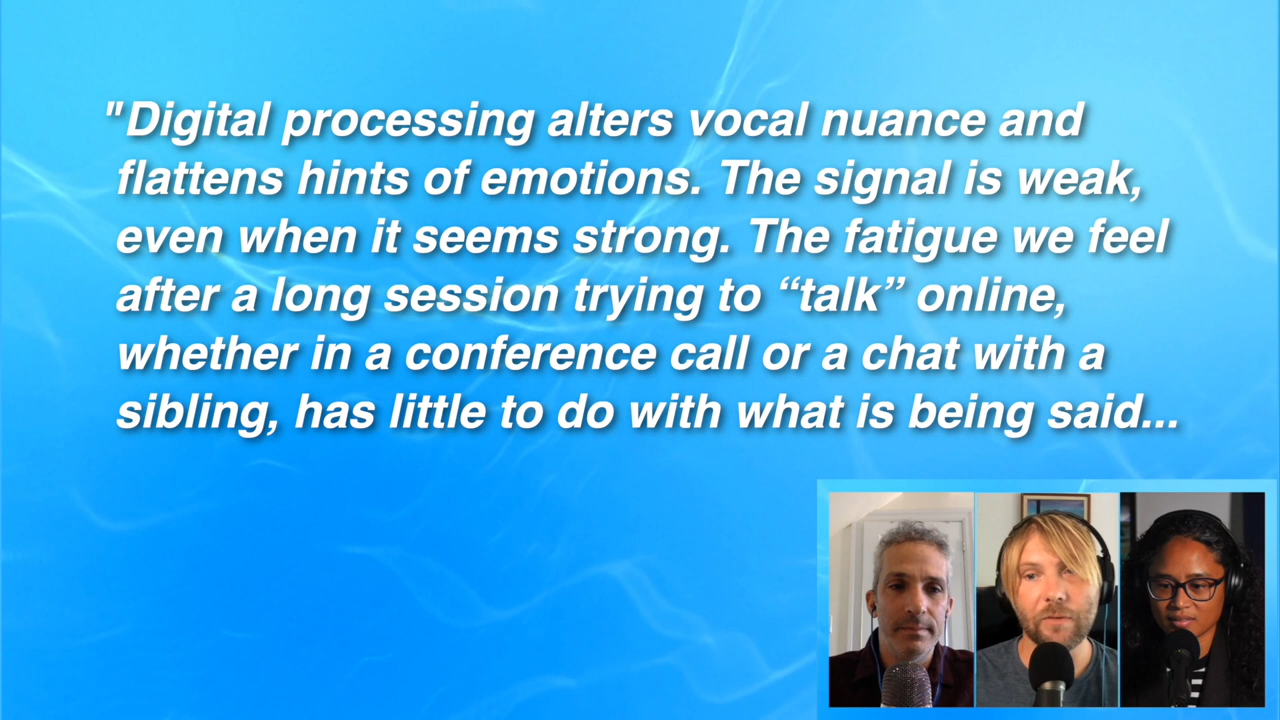 "Digital processing alters vocal nuance and
flattens hints of emotions. The signal is weak,
even when it seems strong. The fatigue we feel
after a long session trying to “talk” online,
whether in a conference call or a chat with a
sibling, has little to do with what is being said...